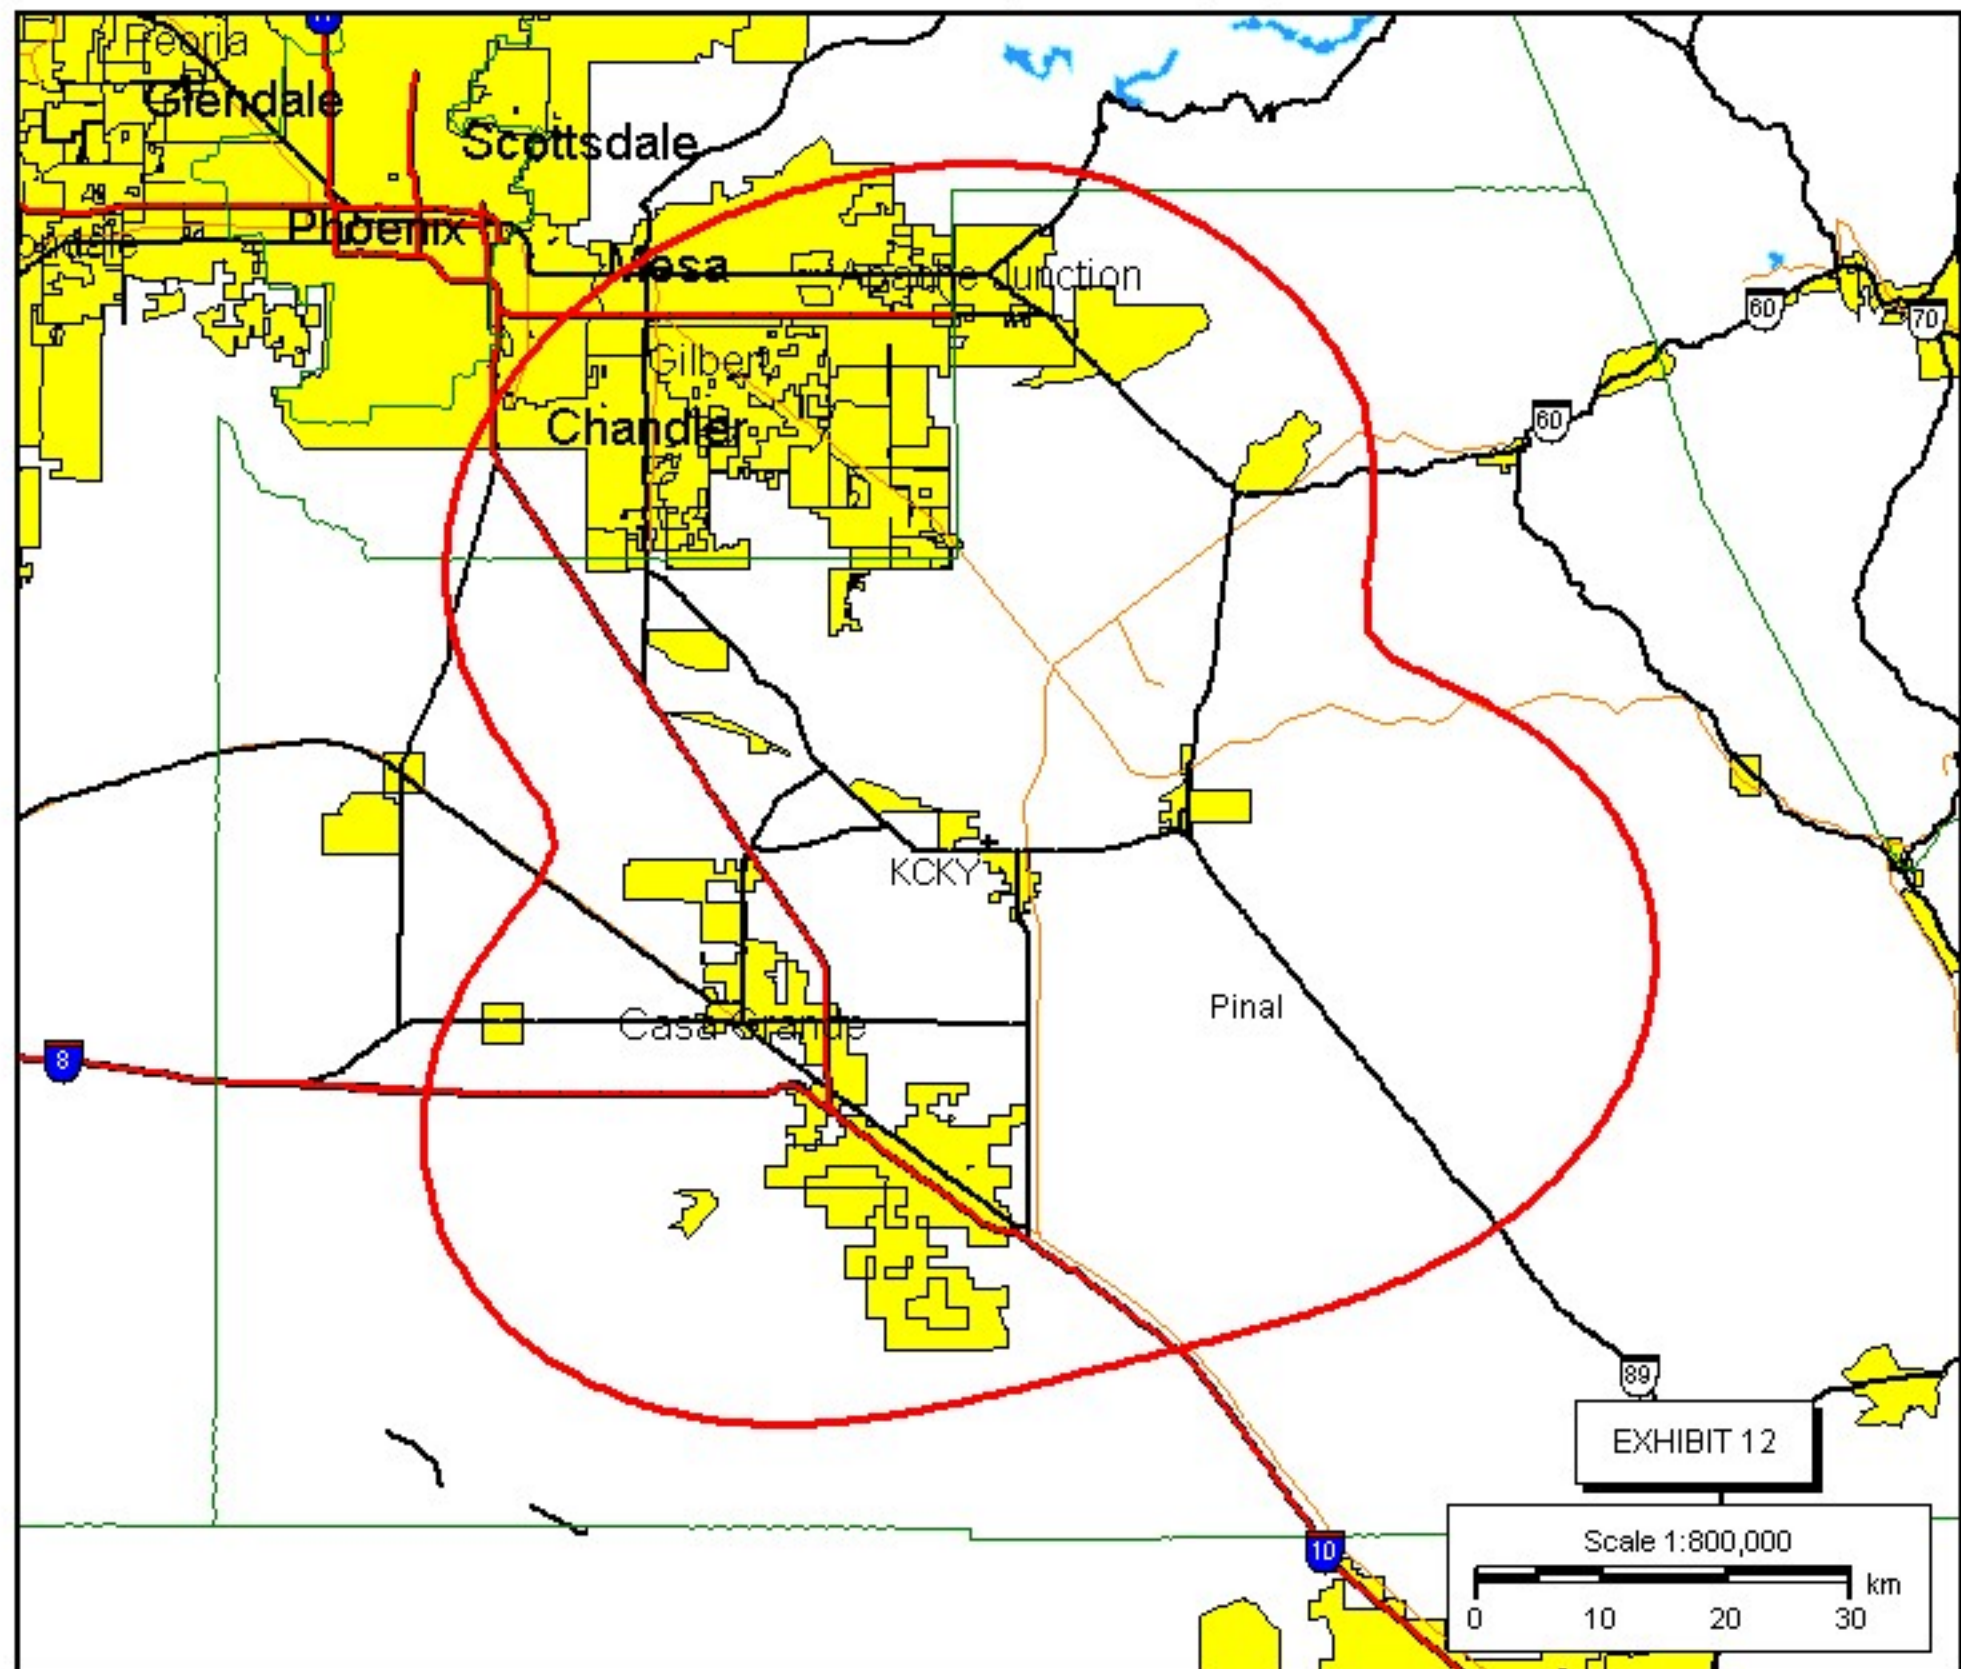 Peoria
Glendale
Scottsdale
Phoenix
Mesa
Apache Junction
60
70
Gilbert
Chandler
60
KCKY
Pinal
Casa Grande
8
89
EXHIBIT 12
10
Scale 1:800,000
km
0 10 20 30